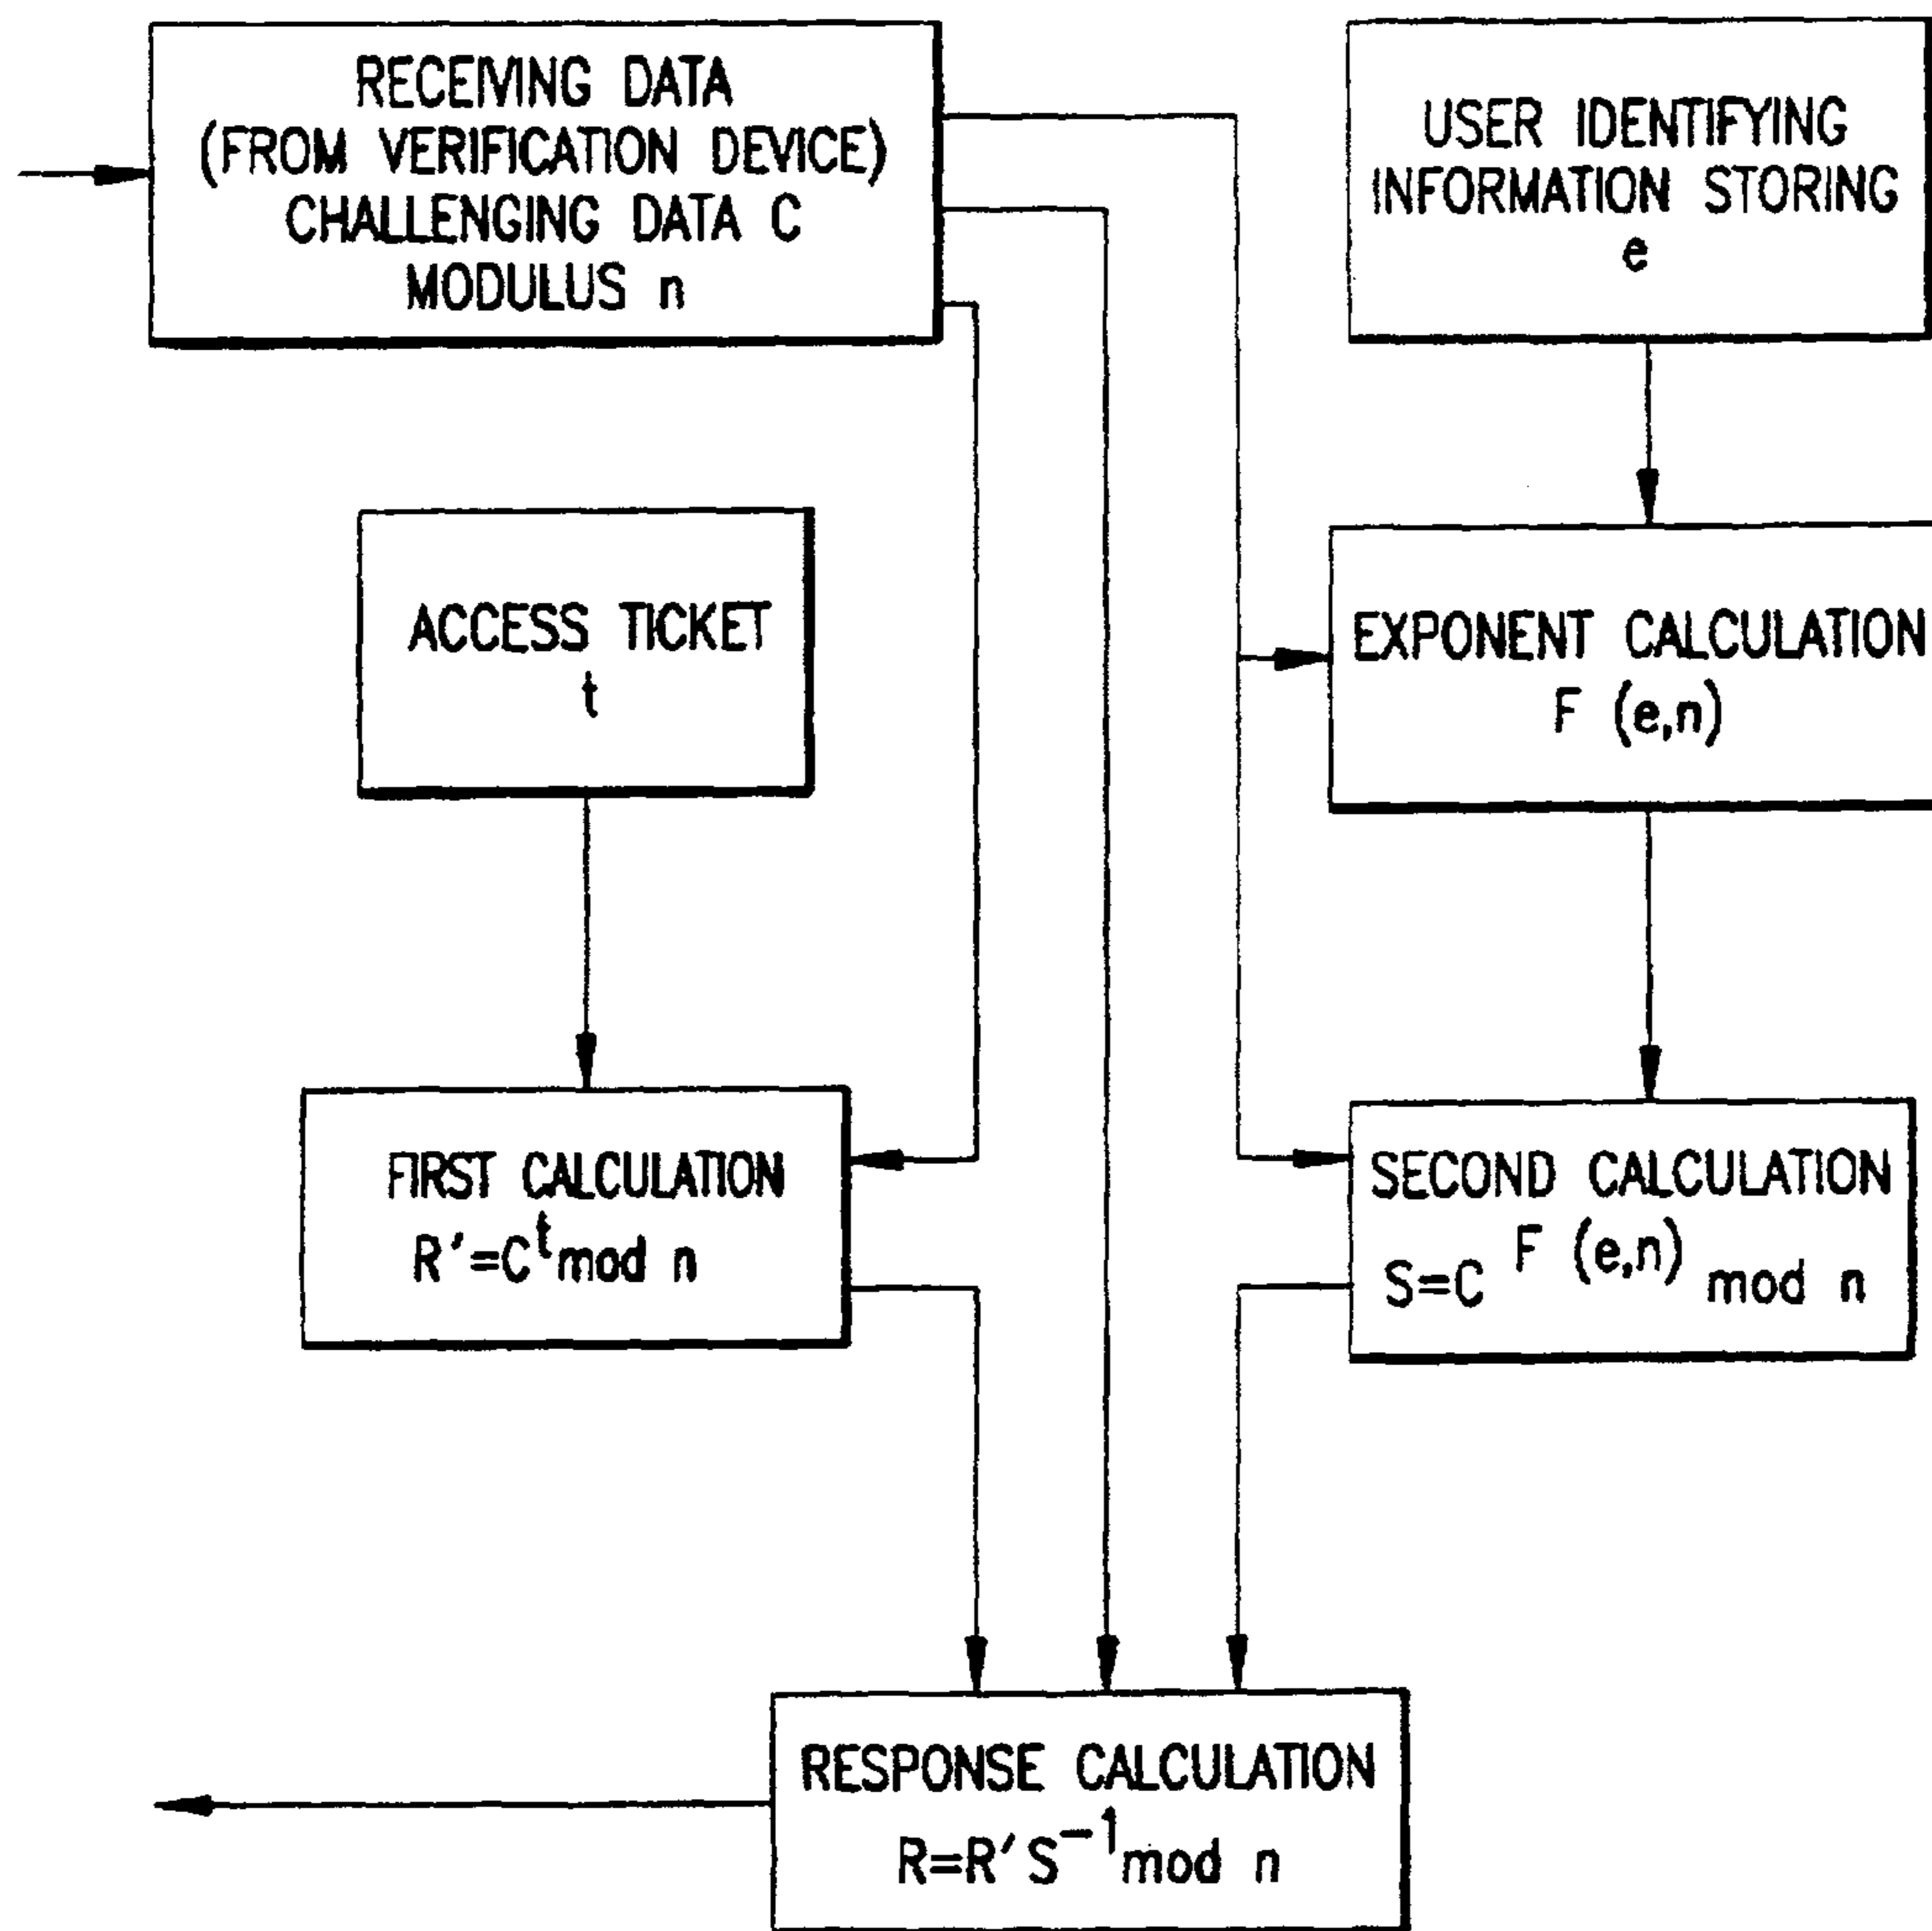 RECEIVING DATA
(FROM VERIFICATION DEVICE)
CHALLENGING DATA C
MODULUS n
USER IDENTIFYING
INFORMATION STORING
e
ACCESS TICKET
t
EXPONENT CALCULATION
F (e,n)
FIRST CALCULATION
R'=C^t mod n
SECOND CALCULATION
S=C^F (e,n) mod n
RESPONSE CALCULATION
R=R'S^-1 mod n